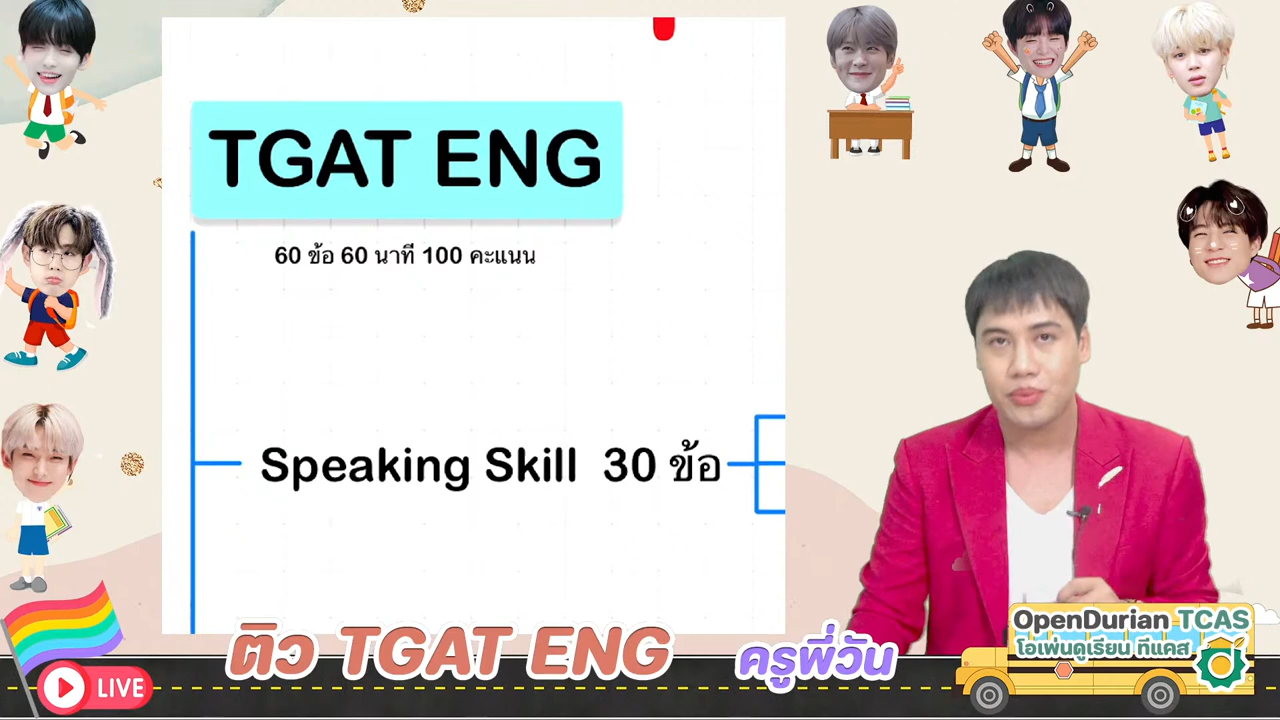 TGAT ENG
60 ข้อ 60 นาที 100 คะแนน
Speaking Skill 30 ข้อ
ติว TGAT ENG ครูพี่วัน
OpenDurian TCAS
โอเพ่นดูเรียน ทีแคส
LIVE